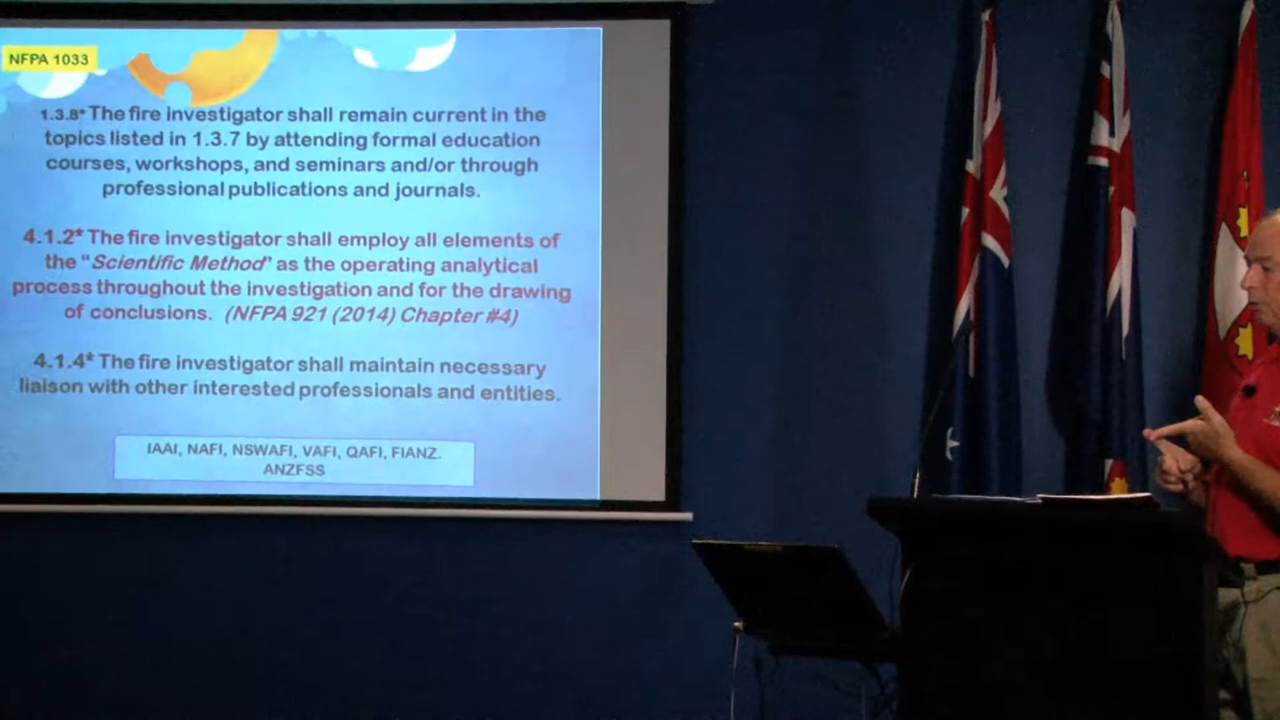 NFPA 1033
1.3.8* The fire investigator shall remain current in the
topics listed in 1.3.7 by attending formal education
courses, workshops, and seminars and/or through
professional publications and journals.
4.1.2* The fire investigator shall employ all elements of
the "Scientific Method" as the operating analytical
process throughout the investigation and for the drawing
of conclusions. (NFPA 921 (2014) Chapter #4)
4.1.4* The fire investigator shall maintain necessary
liaison with other interested professionals and entities.
IAAI, NAFI, NSWAFI, VAFI, QAFI, FIANZ.
ANZFSS